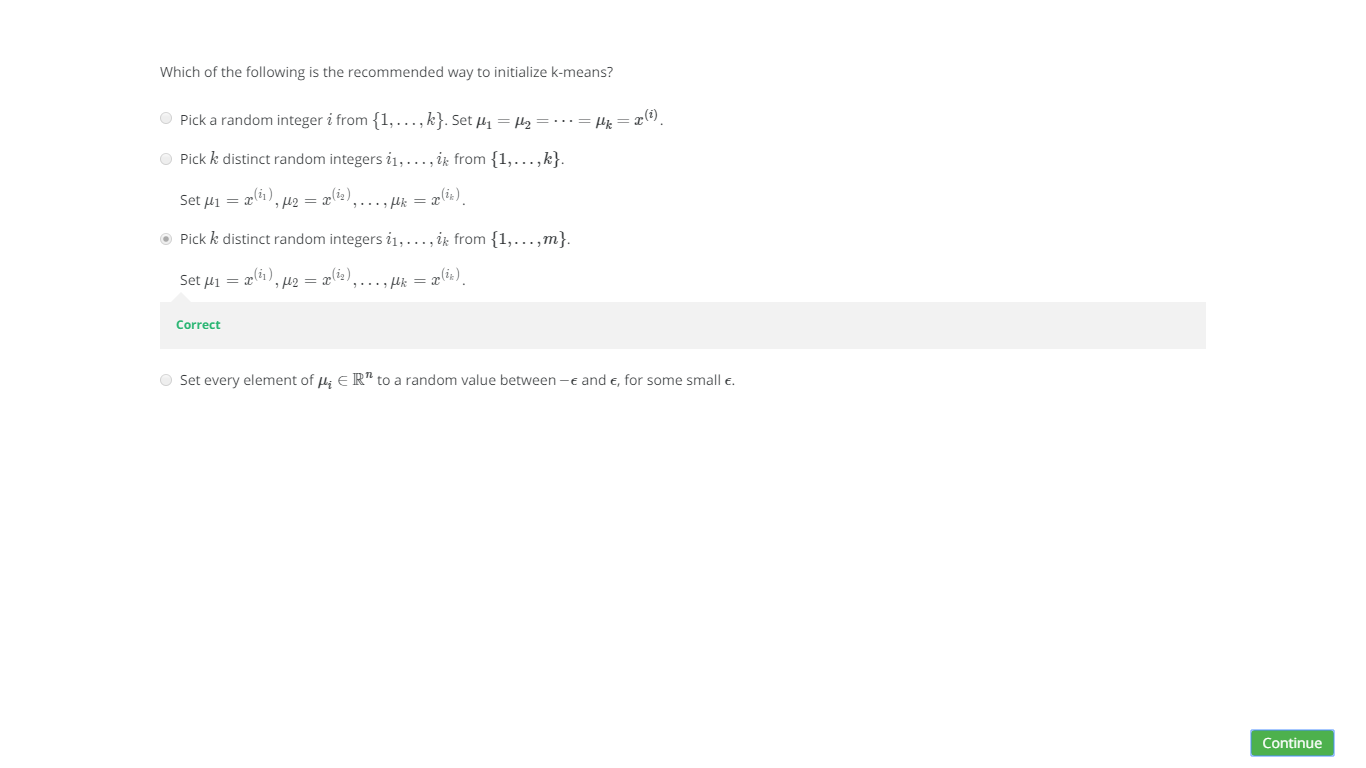 Which of the following is the recommended way to initialize k-means?
Pick a random integer i from {1, . . . , k}. Set μ₁ = μ₂ = ⋯ = μₖ = x⁽ⁱ⁾.
Pick k distinct random integers i₁, . . . , iₖ from {1, . . . , k}.
Set μ₁ = x^(i₁), μ₂ = x^(i₂), . . . , μₖ = x^(iₖ).
Pick k distinct random integers i₁, . . . , iₖ from {1, . . . , m}.
Set μ₁ = x^(i₁), μ₂ = x^(i₂), . . . , μₖ = x^(iₖ).
Correct
Set every element of μᵢ ∈ ℝⁿ to a random value between −ϵ and ϵ, for some small ϵ.
Continue